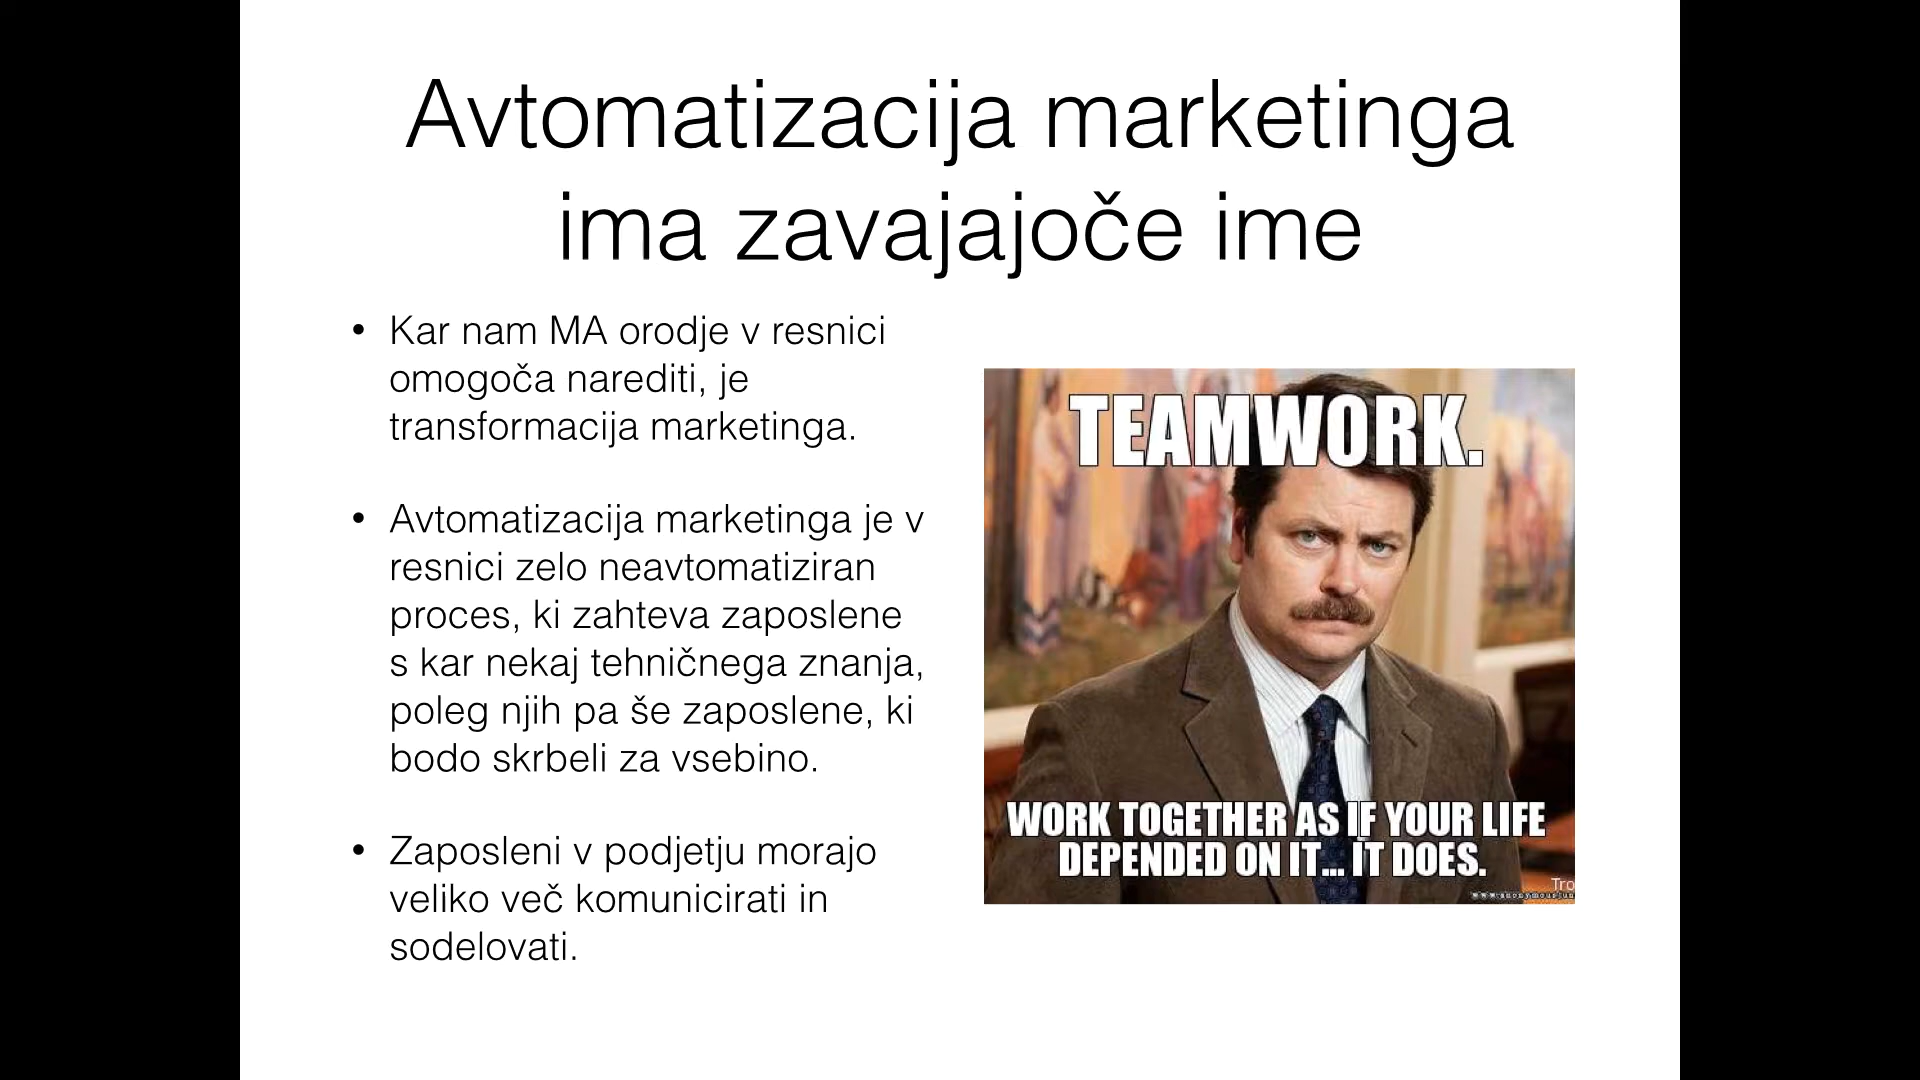 Avtomatizacija marketinga
ima zavajajoče ime
• Kar nam MA orodje v resnici
omogoča narediti, je
transformacija marketinga.
• Avtomatizacija marketinga je v
resnici zelo neavtomatiziran
proces, ki zahteva zaposlene
s kar nekaj tehničnega znanja,
poleg njih pa še zaposlene, ki
bodo skrbeli za vsebino.
• Zaposleni v podjetju morajo
veliko več komunicirati in
sodelovati.
TEAMWORK.
WORK TOGETHER AS IF YOUR LIFE
DEPENDED ON IT... IT DOES.
Tro